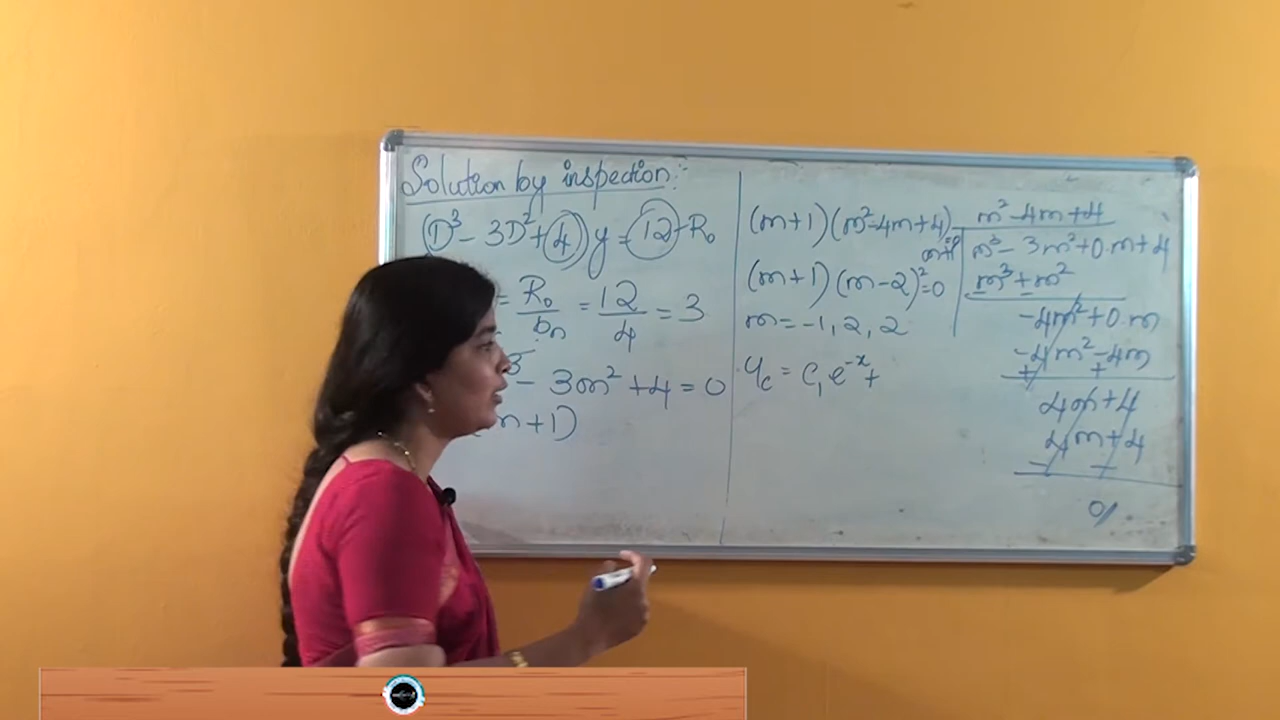 Solution by inspection:-
(D³ - 3D² + 4) y = 12 - R₀
= R₀/bₙ = 12/4 = 3
3 - 3m² + 4 = 0
m + 1)
(m+1)(m²-4m+4) = 0
(m+1)(m-2)² = 0
m = -1, 2, 2
y_c = c₁e⁻ˣ +
m² - 4m + 4
m+1
m³ - 3m² + 0·m + 4
m³ + m²
-4m² + 0·m
-4m² - 4m
4m + 4
4m + 4
0